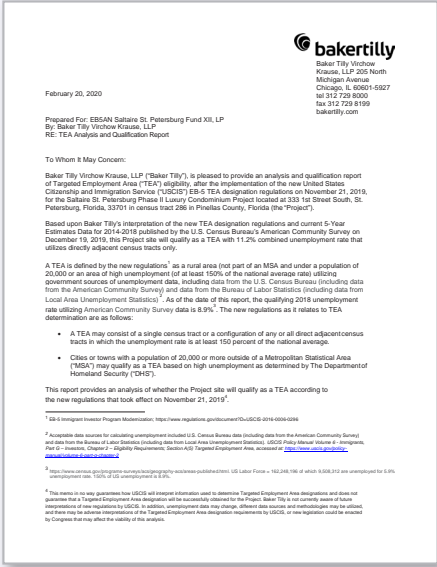 bakertilly
Baker Tilly Virchow
Krause, LLP 205 North
Michigan Avenue
Chicago, IL 60601-5927
tel 312 729 8000
fax 312 729 8199
bakertilly.com
February 20, 2020
Prepared For: EB5AN Saltaire St. Petersburg Fund XII, LP
By: Baker Tilly Virchow Krause, LLP
RE: TEA Analysis and Qualification Report
To Whom It May Concern:
Baker Tilly Virchow Krause, LLP ("Baker Tilly"), is pleased to provide an analysis and qualification report
of Targeted Employment Area ("TEA") eligibility, after the implementation of the new United States
Citizenship and Immigration Service ("USCIS") EB-5 TEA designation regulations on November 21, 2019,
for the Saltaire St. Petersburg Phase II Luxury Condominium Project located at 333 1st Street South, St.
Petersburg, Florida, 33701 in census tract 286 in Pinellas County, Florida (the "Project").
Based upon Baker Tilly's interpretation of the new TEA designation regulations and current 5-Year
Estimates Data for 2014-2018 published by the U.S. Census Bureau's American Community Survey on
December 19, 2019, this Project site will qualify as a TEA with 11.2% combined unemployment rate that
utilizes directly adjacent census tracts only.
A TEA is defined by the new regulations1 as a rural area (not part of an MSA and under a population of
20,000 or an area of high unemployment (of at least 150% of the national average rate) utilizing
government sources of unemployment data, including data from the U.S. Census Bureau (including data
from the American Community Survey) and data from the Bureau of Labor Statistics (including data from
Local Area Unemployment Statistics)2. As of the date of this report, the qualifying 2018 unemployment
rate utilizing American Community Survey data is 8.9%3. The new regulations as it relates to TEA
determination are as follows:
• A TEA may consist of a single census tract or a configuration of any or all direct adjacent census
tracts in which the unemployment rate is at least 150 percent of the national average.
• Cities or towns with a population of 20,000 or more outside of a Metropolitan Statistical Area
("MSA") may qualify as a TEA based on high unemployment as determined by The Department of
Homeland Security ("DHS").
This report provides an analysis of whether the Project site will qualify as a TEA according to
the new regulations that took effect on November 21, 20194.
1 EB-5 Immigrant Investor Program Modernization; https://www.regulations.gov/document?D=USCIS-2016-0006-0396
2 Acceptable data sources for calculating unemployment included U.S. Census Bureau data (including data from the American Community Survey)
and data from the Bureau of Labor Statistics (including data from Local Area Unemployment Statistics). USCIS Policy Manual Volume 6 - Immigrants,
Part G – Investors, Chapter 2 – Eligibility Requirements; Section A(5) Targeted Employment Area, accessed at: https://www.uscis.gov/policy-
manual/volume-6-part-g-chapter-2
3 https://www.census.gov/programs-surveys/acs/geography-acs/areas-published.html. US Labor Force = 162,248,196 of which 9,508,312 are unemployed for 5.9%
unemployment rate. 150% of US unemployment is 8.9%.
4 This memo in no way guarantees how USCIS will interpret information used to determine Targeted Employment Area designations and does not
guarantee that a Targeted Employment Area designation will be successfully obtained for the Project. Baker Tilly is not currently aware of future
interpretations of new regulations by USCIS. In addition, unemployment data may change, different data sources and methodologies may be utilized,
and there may be adverse interpretations of the Targeted Employment Area designation requirements by USCIS, or new legislation could be enacted
by Congress that may affect the viability of this analysis.